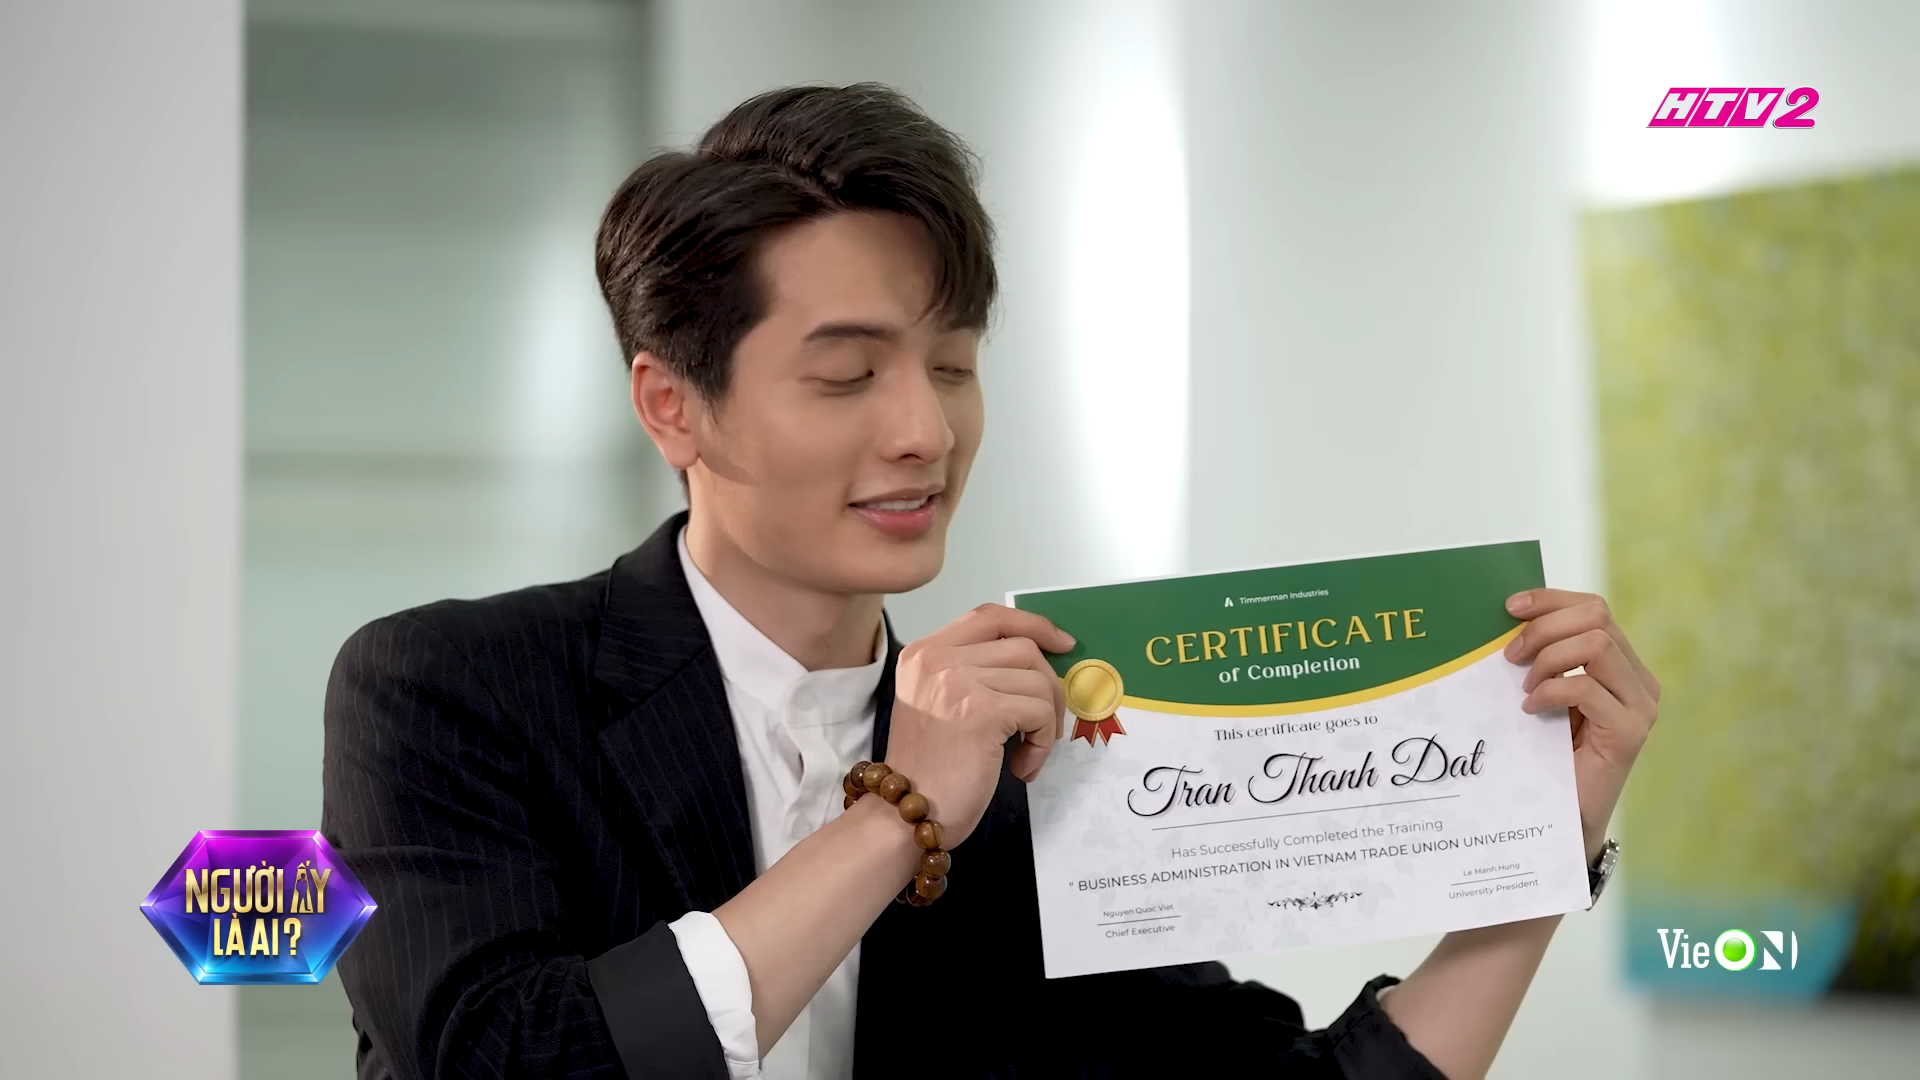 HTV2
Timmerman Industries
CERTIFICATE
of Completion
This certificate goes to
Tran Thanh Dat
Has Successfully Completed the Training
" BUSINESS ADMINISTRATION IN VIETNAM TRADE UNION UNIVERSITY "
Nguyen Quoc Viet
Chief Executive
Le Manh Hung
University President
NGƯỜI ẤY
LÀ AI?
VieON